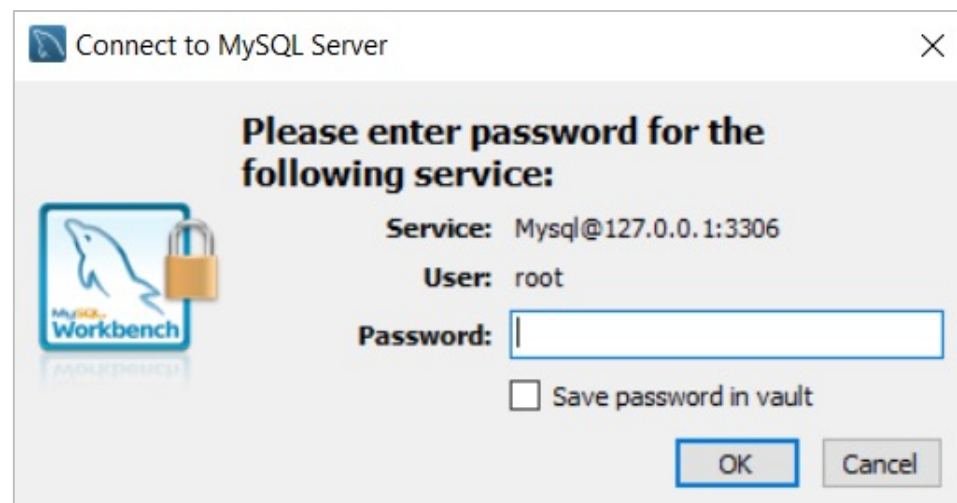 Connect to MySQL Server
Please enter password for the
following service:
Service: Mysql@127.0.0.1:3306
User: root
MySQL
Workbench
Password:
Save password in vault
OK Cancel